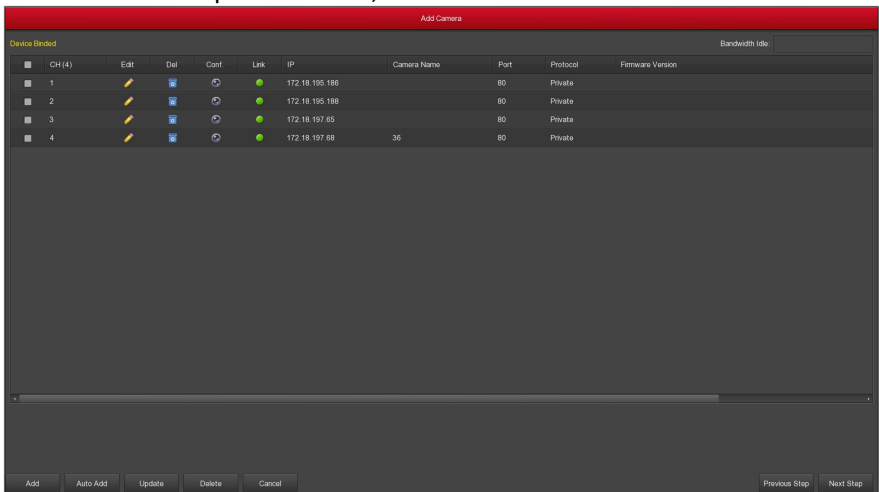 Add Camera
Device Binded Bandwidth Idle:
CH (4) Edit Del Conf. Link IP Camera Name Port Protocol Firmware Version
1 172.18.195.186 80 Private
2 172.18.195.188 80 Private
3 172.18.197.65 80 Private
4 172.18.197.68 36 80 Private
Add Auto Add Update Delete Cancel Previous Step Next Step